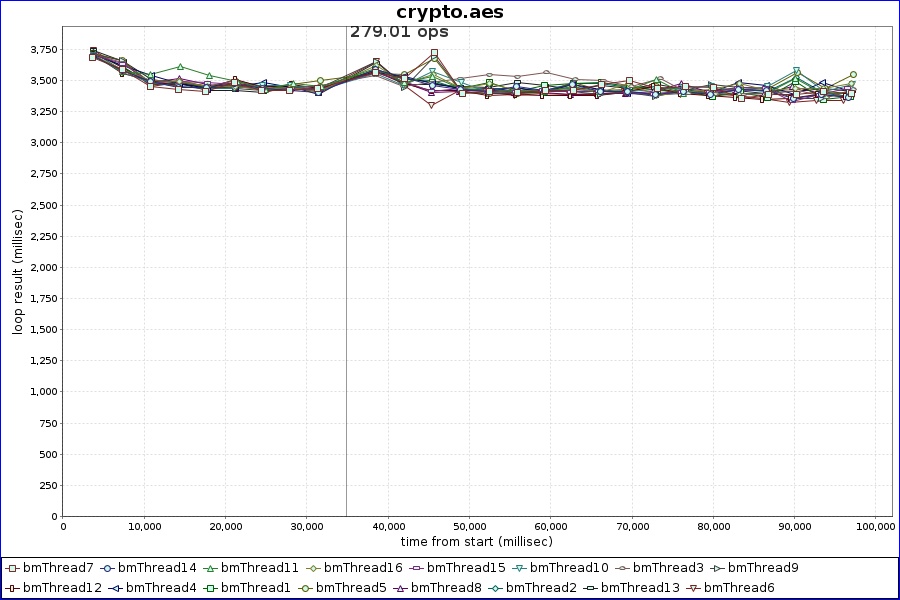 crypto.aes
279.01 ops
3,750
3,500
3,250
3,000
2,750
2,500
2,250
2,000
1,750
1,500
1,250
1,000
750
500
250
0
loop result (millisec)
0 10,000 20,000 30,000 40,000 50,000 60,000 70,000 80,000 90,000 100,000
time from start (millisec)
bmThread7 bmThread14 bmThread11 bmThread16 bmThread15 bmThread10 bmThread3 bmThread9
bmThread12 bmThread4 bmThread1 bmThread5 bmThread8 bmThread2 bmThread13 bmThread6